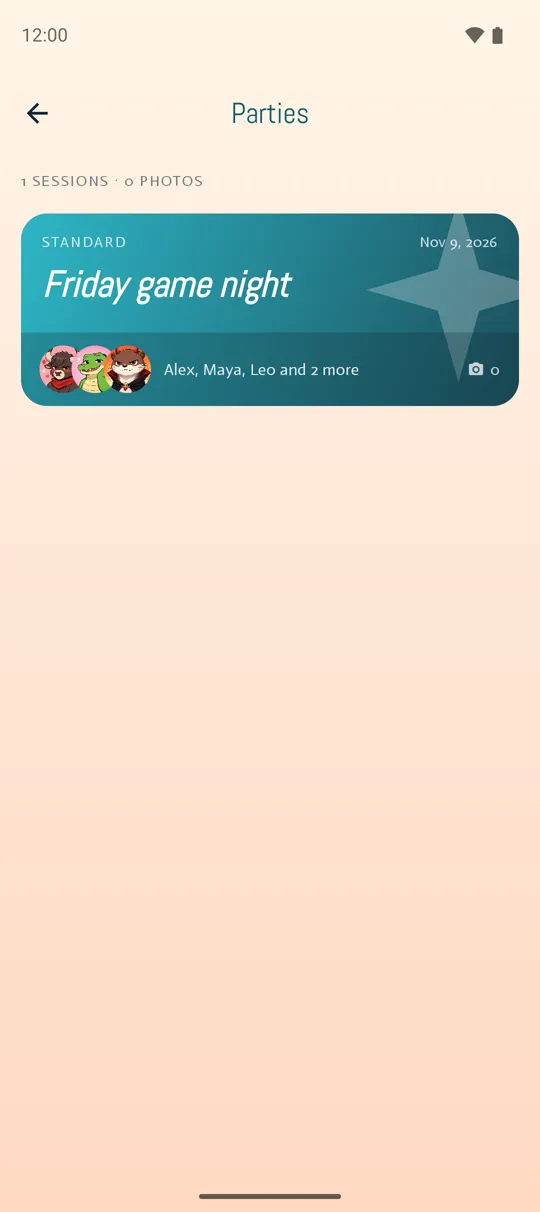 12:00
Parties
1 SESSIONS · 0 PHOTOS
STANDARD
Nov 9, 2026
Friday game night
Alex, Maya, Leo and 2 more
0